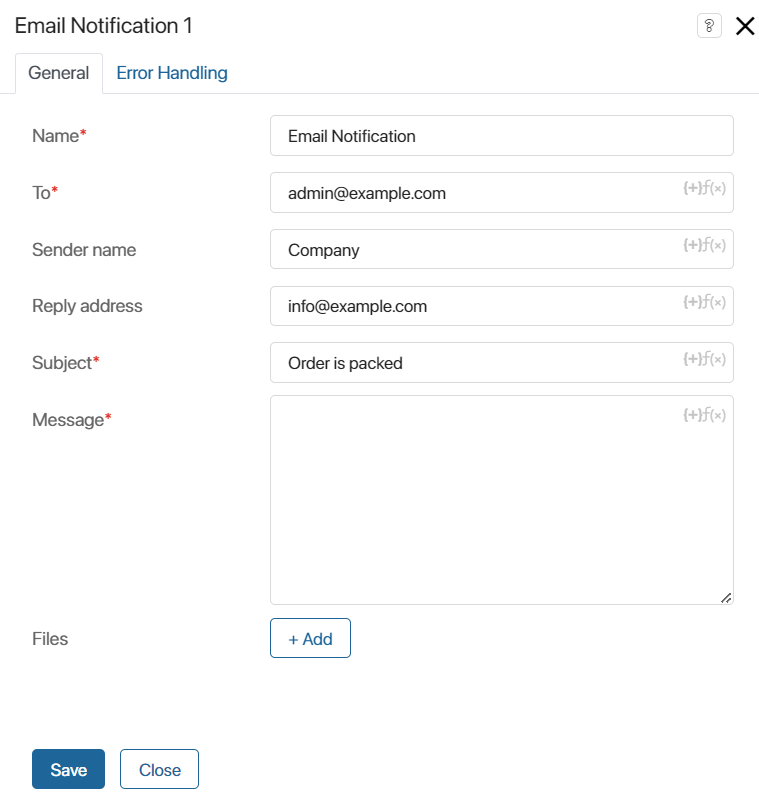 Email Notification 1 ?
General Error Handling
Name* Email Notification
To* admin@example.com {+}ƒ(×)
Sender name Company {+}ƒ(×)
Reply address info@example.com {+}ƒ(×)
Subject* Order is packed {+}ƒ(×)
Message* {+}ƒ(×)
Files + Add
Save Close